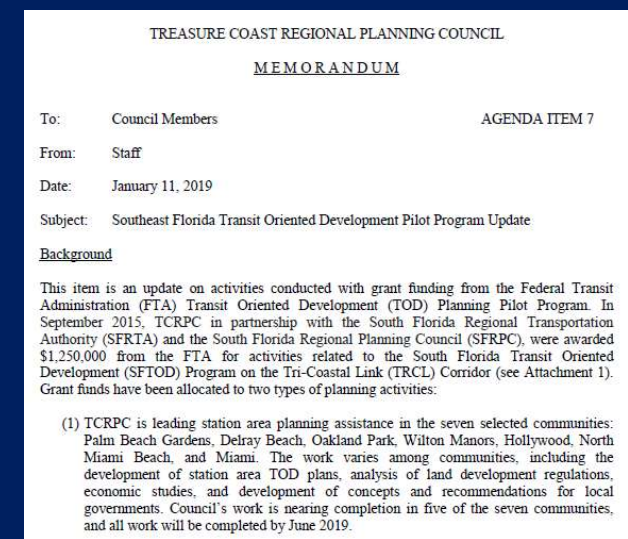 TREASURE COAST REGIONAL PLANNING COUNCIL
MEMORANDUM
To: Council Members AGENDA ITEM 7
From: Staff
Date: January 11, 2019
Subject: Southeast Florida Transit Oriented Development Pilot Program Update
Background
This item is an update on activities conducted with grant funding from the Federal Transit
Administration (FTA) Transit Oriented Development (TOD) Planning Pilot Program. In
September 2015, TCRPC in partnership with the South Florida Regional Transportation
Authority (SFRTA) and the South Florida Regional Planning Council (SFRPC), were awarded
$1,250,000 from the FTA for activities related to the South Florida Transit Oriented
Development (SFTOD) Program on the Tri-Coastal Link (TRCL) Corridor (see Attachment 1).
Grant funds have been allocated to two types of planning activities:
(1) TCRPC is leading station area planning assistance in the seven selected communities:
Palm Beach Gardens, Delray Beach, Oakland Park, Wilton Manors, Hollywood, North
Miami Beach, and Miami. The work varies among communities, including the
development of station area TOD plans, analysis of land development regulations,
economic studies, and development of concepts and recommendations for local
governments. Council's work is nearing completion in five of the seven communities,
and all work will be completed by June 2019.